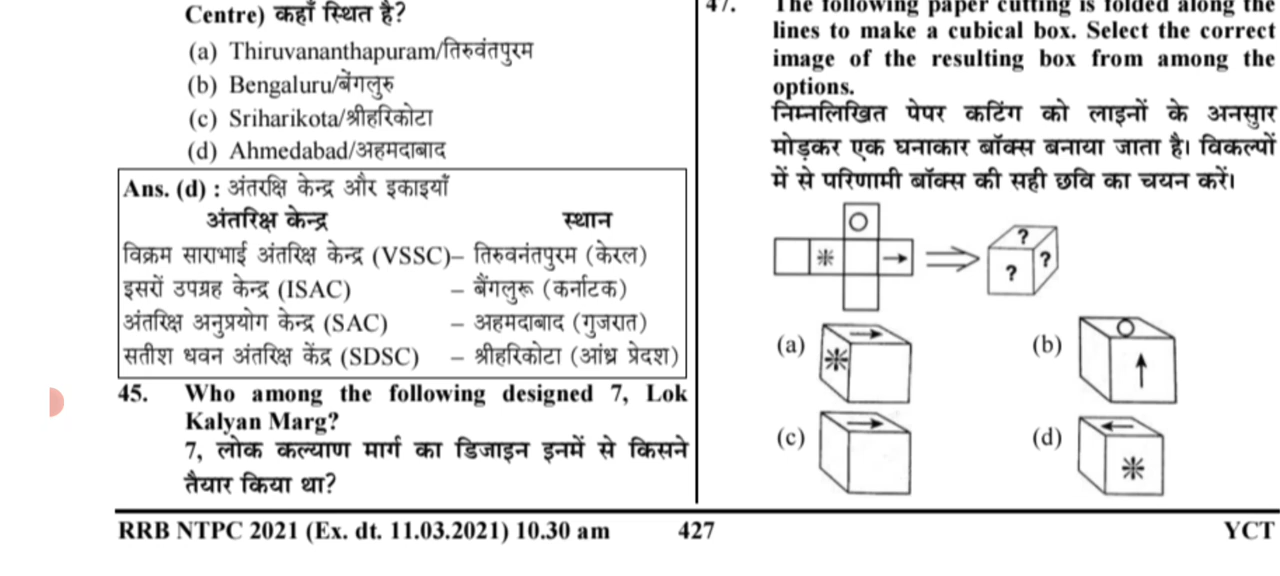 Centre) कहाँ स्थित है?
(a) Thiruvananthapuram/तिरुवंतपुरम
(b) Bengaluru/बेंगलुरु
(c) Sriharikota/श्रीहरिकोटा
(d) Ahmedabad/अहमदाबाद
Ans. (d) : अंतरक्षि केन्द्र और इकाइयाँ
अंतरिक्ष केन्द्र स्थान
विक्रम साराभाई अंतरिक्ष केन्द्र (VSSC)– तिरुवनंतपुरम (केरल)
इसरों उपग्रह केन्द्र (ISAC) – बैंगलुरू (कर्नाटक)
अंतरिक्ष अनुप्रयोग केन्द्र (SAC) – अहमदाबाद (गुजरात)
सतीश धवन अंतरिक्ष केंद्र (SDSC) – श्रीहरिकोटा (आंध्र प्रदेश)
45. Who among the following designed 7, Lok
Kalyan Marg?
7, लोक कल्याण मार्ग का डिजाइन इनमें से किसने
तैयार किया था?
47. The following paper cutting is folded along the
lines to make a cubical box. Select the correct
image of the resulting box from among the
options.
निम्नलिखित पेपर कटिंग को लाइनों के अनुसार
मोड़कर एक घनाकार बॉक्स बनाया जाता है। विकल्पों
में से परिणामी बॉक्स की सही छवि का चयन करें।
?
? ?
(a) (b)
(c) (d)
RRB NTPC 2021 (Ex. dt. 11.03.2021) 10.30 am 427 YCT